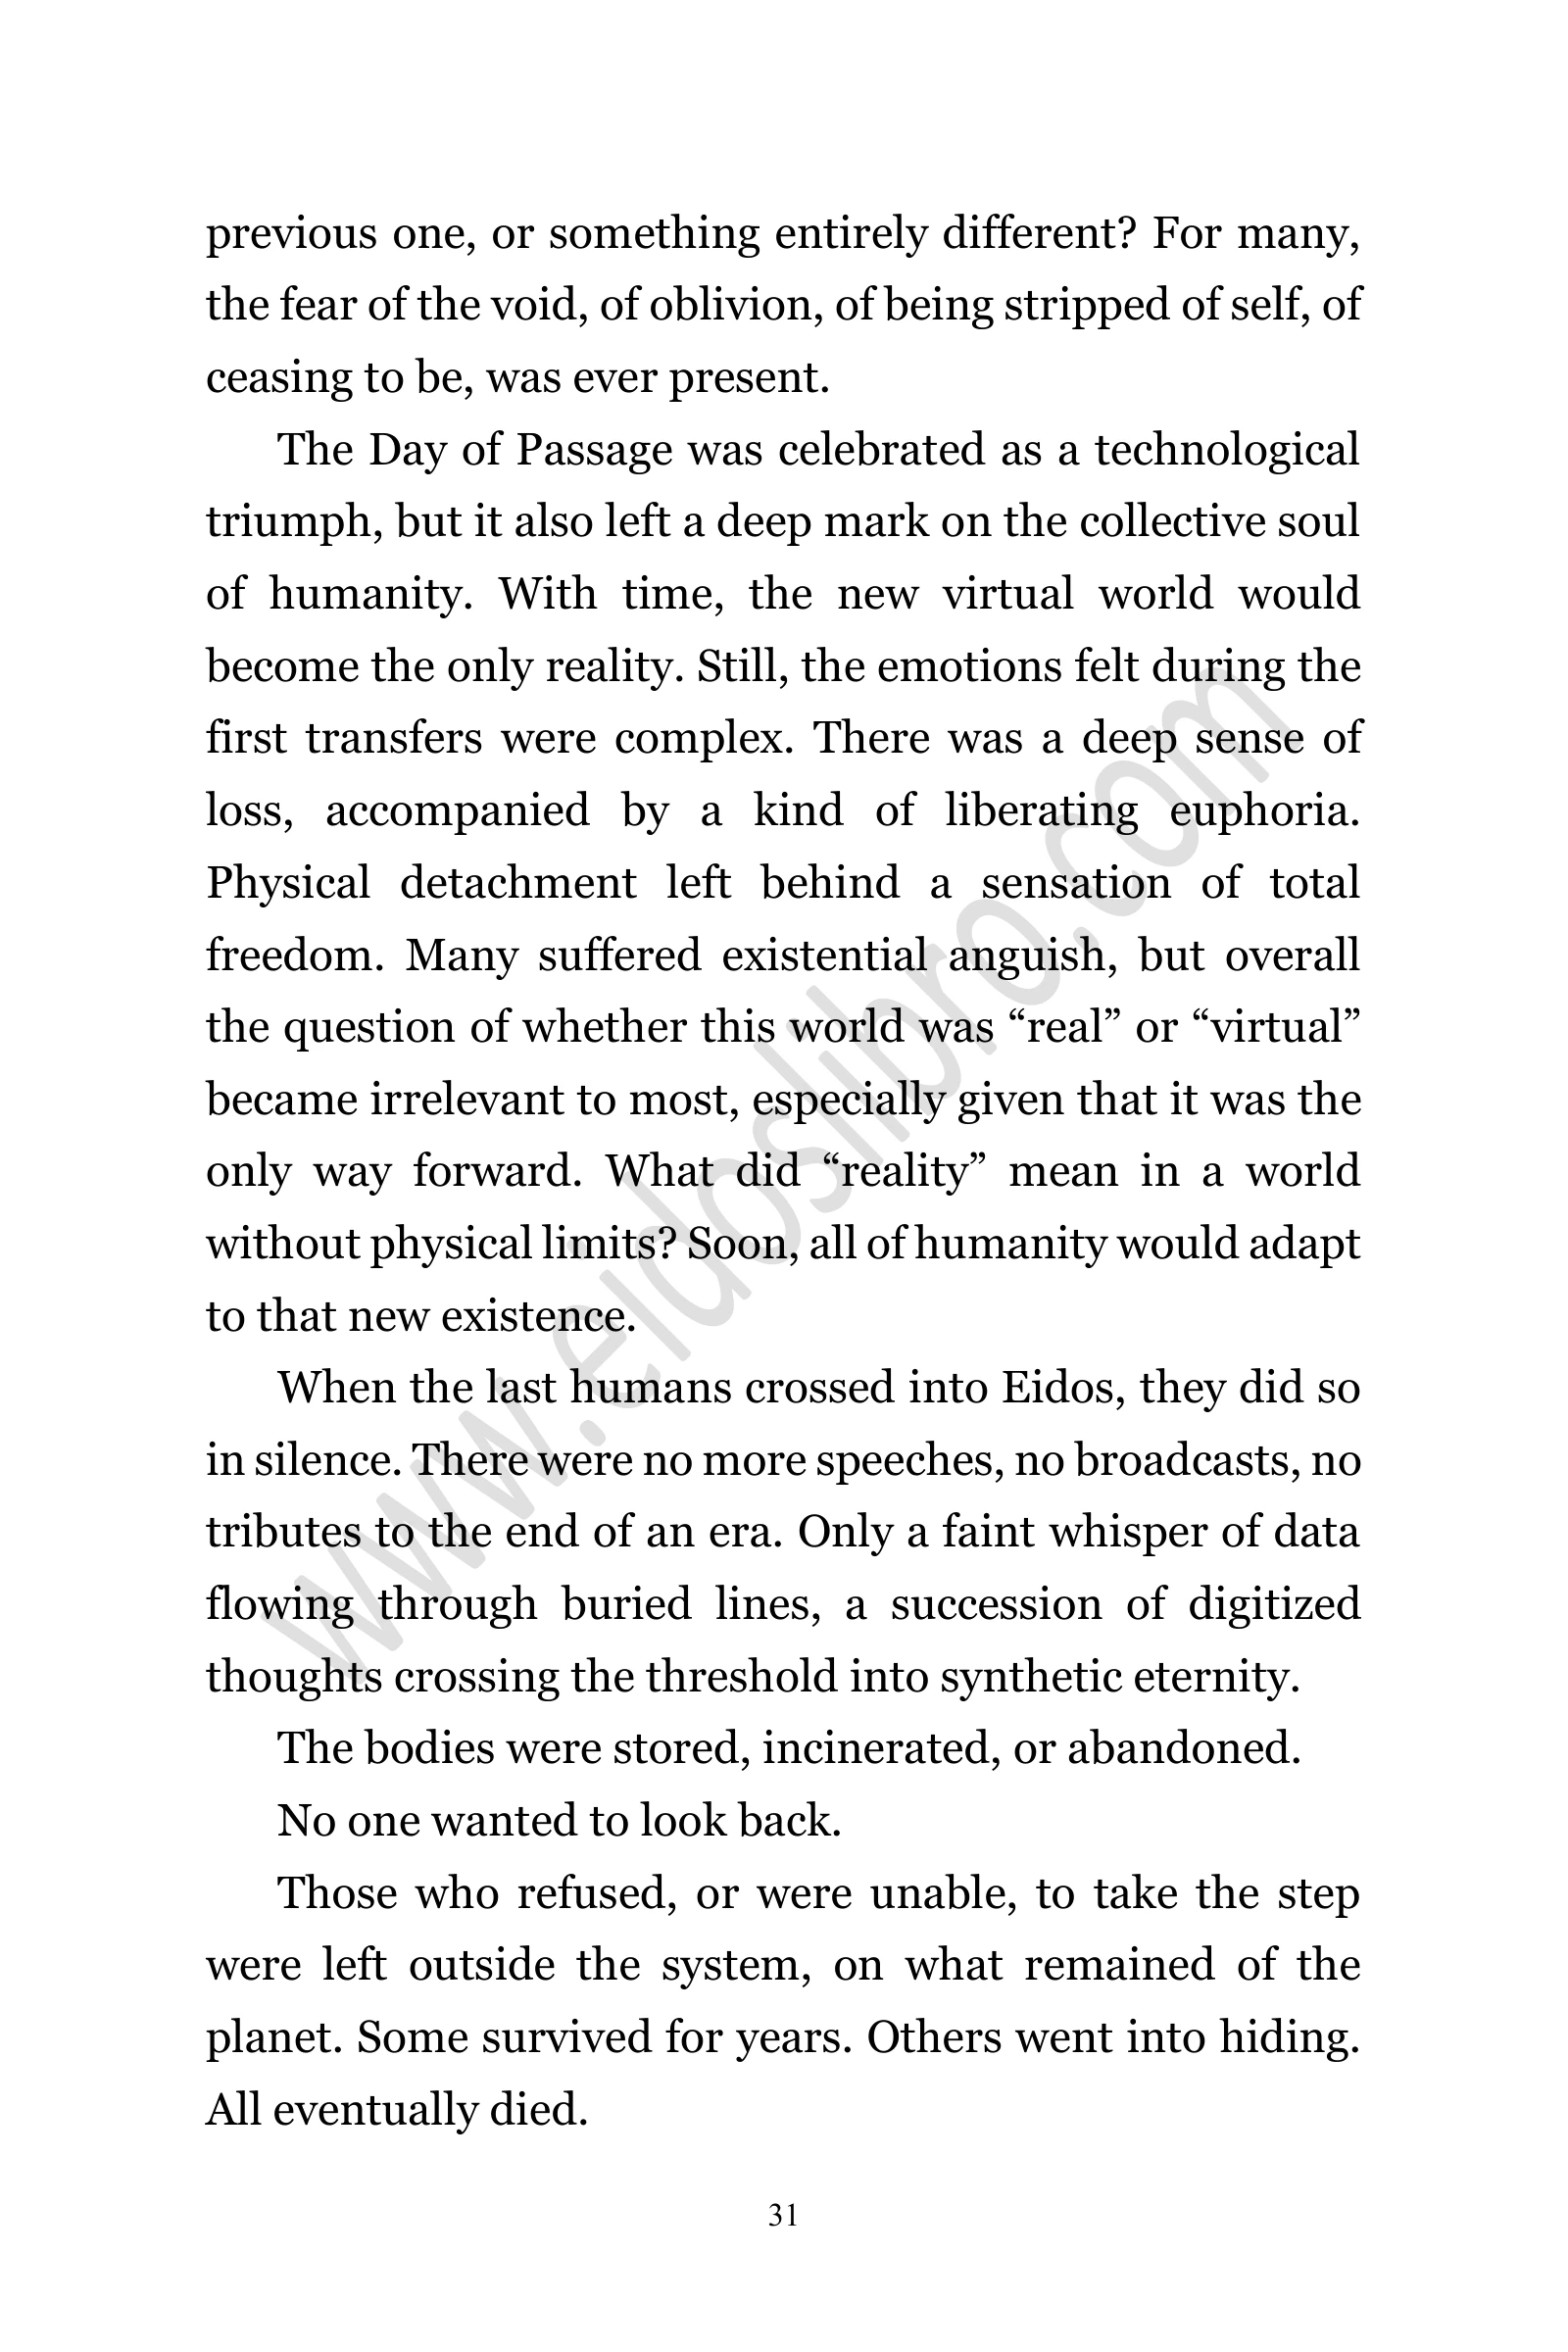 previous one, or something entirely different? For many,
the fear of the void, of oblivion, of being stripped of self, of
ceasing to be, was ever present.
The Day of Passage was celebrated as a technological
triumph, but it also left a deep mark on the collective soul
of humanity. With time, the new virtual world would
become the only reality. Still, the emotions felt during the
first transfers were complex. There was a deep sense of
loss, accompanied by a kind of liberating euphoria.
Physical detachment left behind a sensation of total
freedom. Many suffered existential anguish, but overall
the question of whether this world was “real” or “virtual”
became irrelevant to most, especially given that it was the
only way forward. What did “reality” mean in a world
without physical limits? Soon, all of humanity would adapt
to that new existence.
When the last humans crossed into Eidos, they did so
in silence. There were no more speeches, no broadcasts, no
tributes to the end of an era. Only a faint whisper of data
flowing through buried lines, a succession of digitized
thoughts crossing the threshold into synthetic eternity.
The bodies were stored, incinerated, or abandoned.
No one wanted to look back.
Those who refused, or were unable, to take the step
were left outside the system, on what remained of the
planet. Some survived for years. Others went into hiding.
All eventually died.
31
www.eidoslibro.com